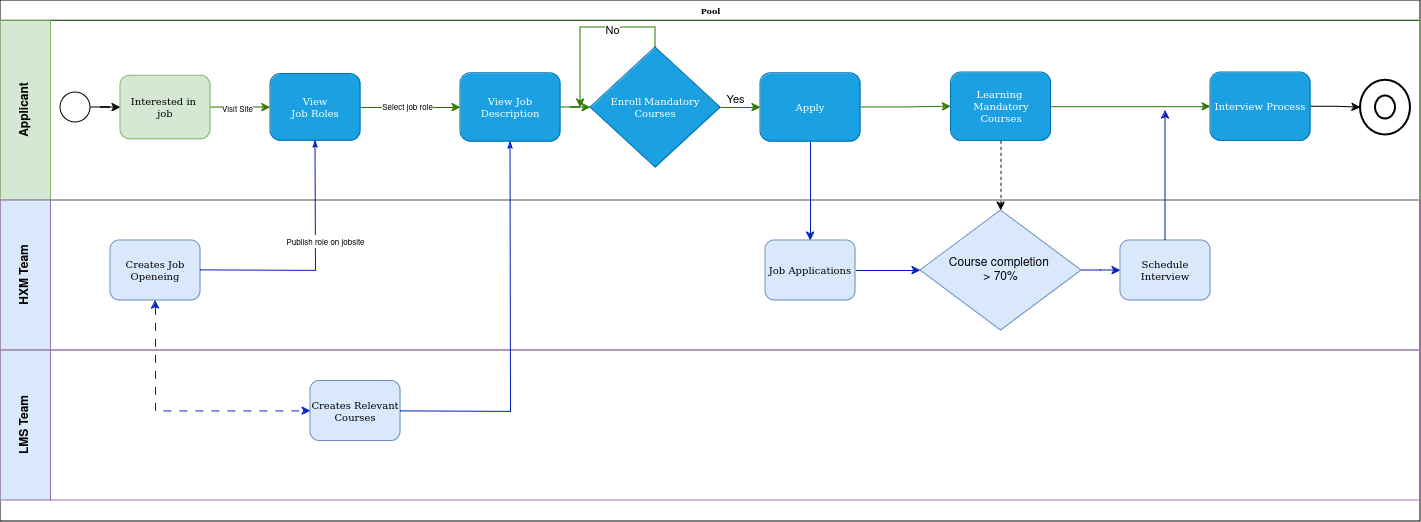 Pool
Applicant
Interested in
job
Visit Site
View
Job Roles
Select job role
View Job
Description
No
Enroll Mandatory
Courses
Yes
Apply
Learning
Mandatory
Courses
Interview Process
HXM Team
Creates Job
Openeing
Publish role on jobsite
Job Applications
Course completion
> 70%
Schedule
Interview
LMS Team
Creates Relevant
Courses